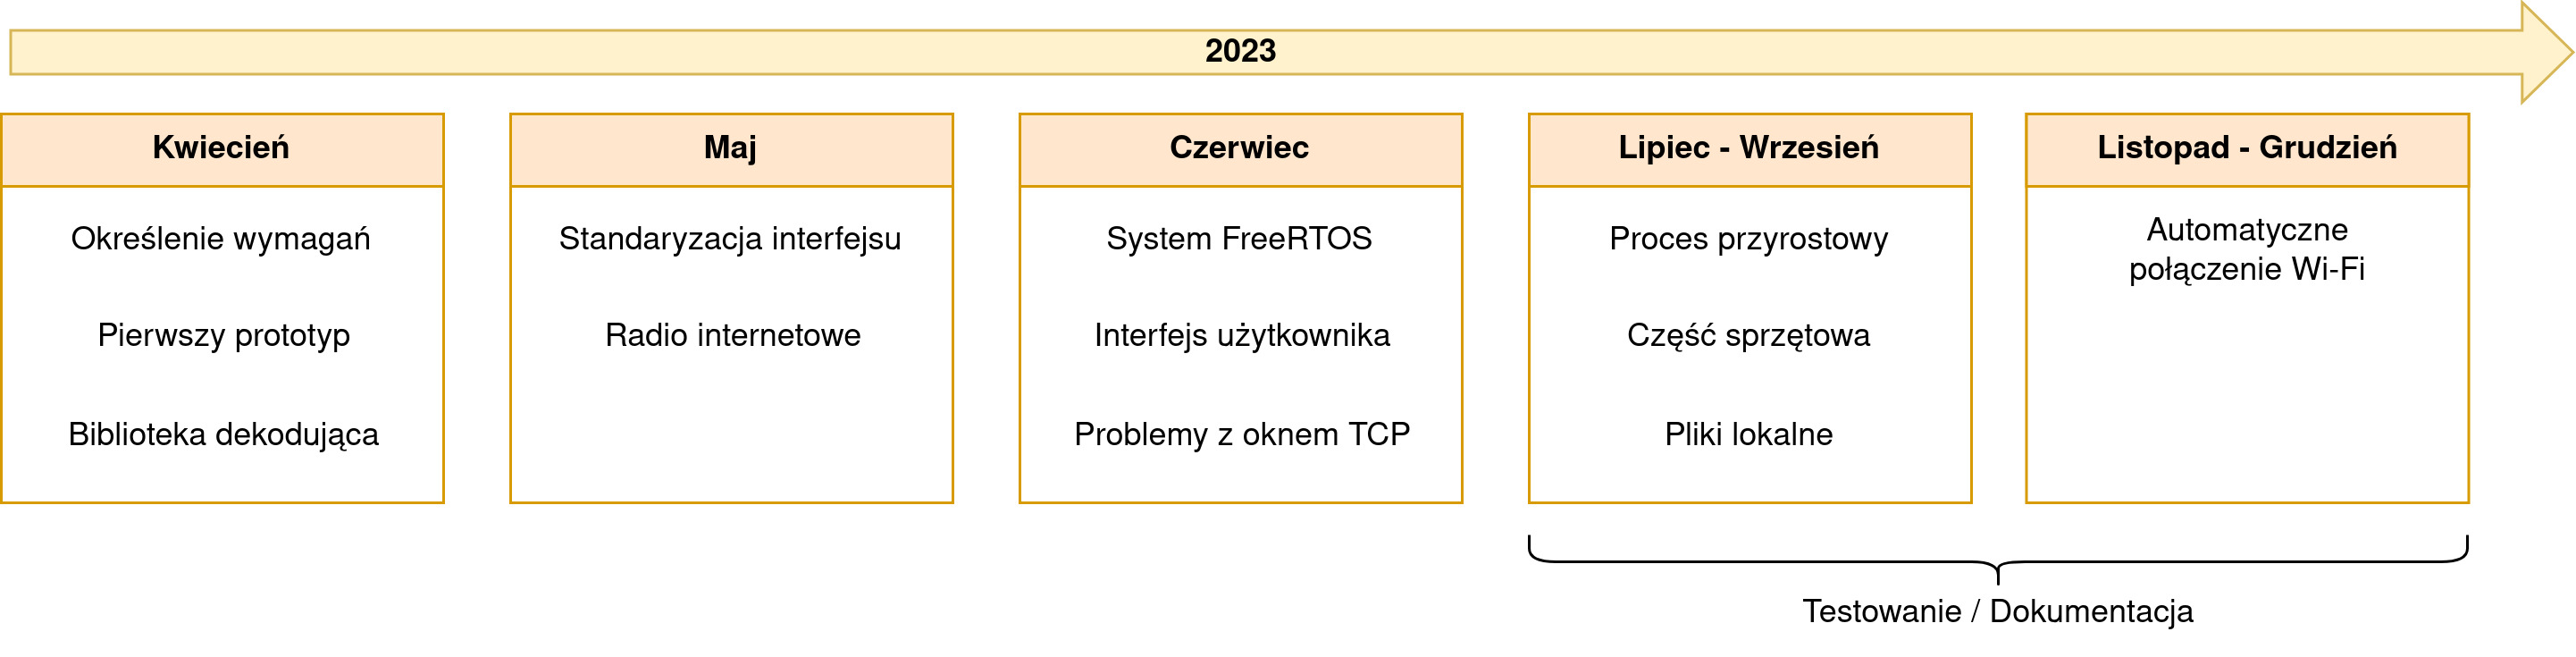 2023
Kwiecień
Określenie wymagań
Pierwszy prototyp
Biblioteka dekodująca
Maj
Standaryzacja interfejsu
Radio internetowe
Czerwiec
System FreeRTOS
Interfejs użytkownika
Problemy z oknem TCP
Lipiec - Wrzesień
Proces przyrostowy
Część sprzętowa
Pliki lokalne
Listopad - Grudzień
Automatyczne
połączenie Wi-Fi
Testowanie / Dokumentacja